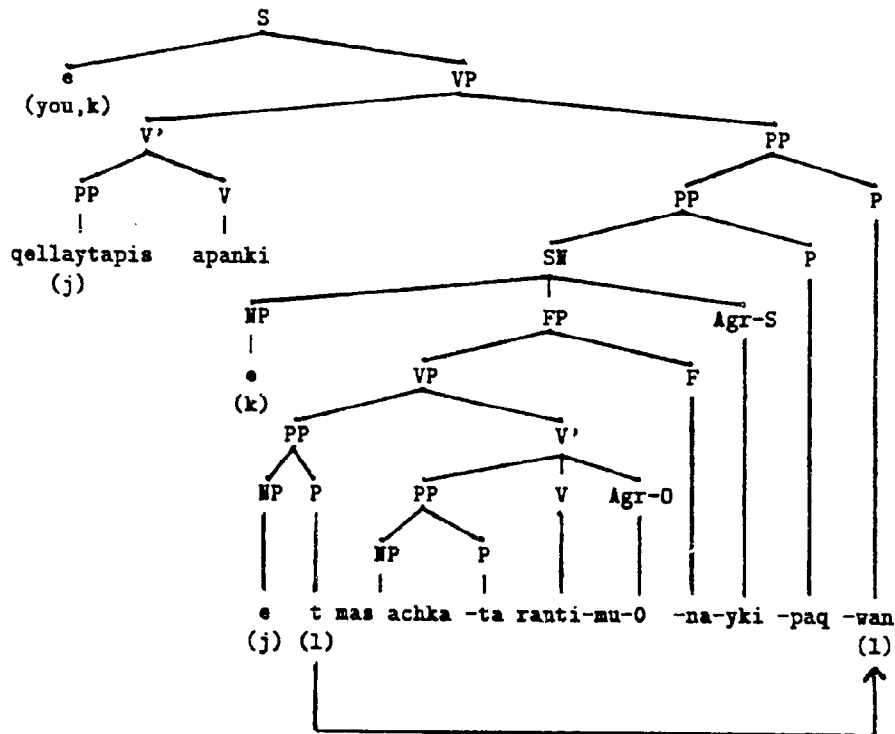 S
e VP
(you,k)
V' PP
PP V PP P
qellaytapis apanki SN P
(j)
NP FP Agr-S
e VP F
(k)
PP V'
NP P PP V Agr-O
NP P
e t mas achka -ta ranti-mu-0 -na-yki -paq -wan
(j) (l) (l)